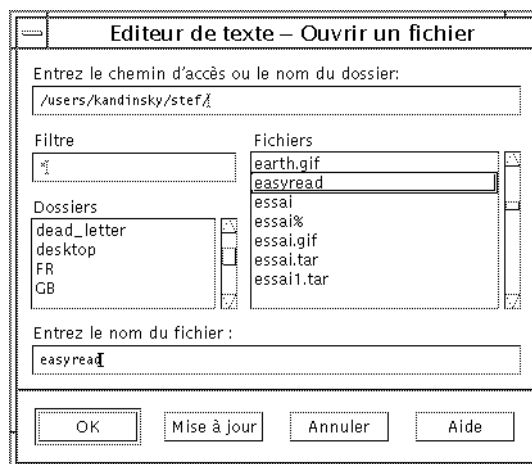 Editeur de texte – Ouvrir un fichier
Entrez le chemin d'accès ou le nom du dossier:
/users/kandinsky/stef/
Filtre
*
Fichiers
earth.gif
easyread
essai
essai%
essai.gif
essai.tar
essai1.tar
Dossiers
dead_letter
desktop
FR
GB
Entrez le nom du fichier :
easyread
OK
Mise à jour
Annuler
Aide